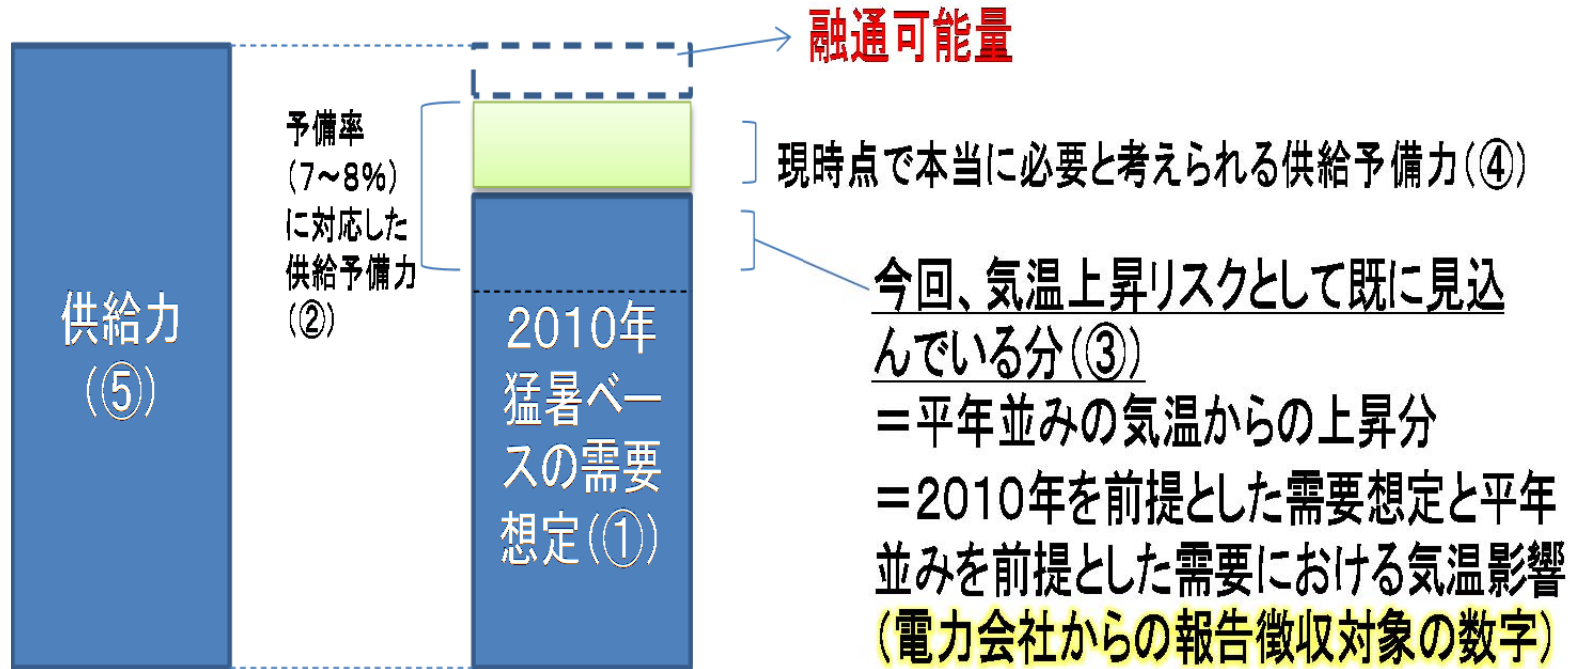 融通可能量
予備率
（7～8%）
に対応した
供給予備力
（②）
現時点で本当に必要と考えられる供給予備力（④）
供給力
（⑤）
2010年
猛暑ベー
スの需要
想定（①）
今回、気温上昇リスクとして既に見込
んでいる分（③）
＝平年並みの気温からの上昇分
＝2010年を前提とした需要想定と平年
並みを前提とした需要における気温影響
（電力会社からの報告徴収対象の数字）